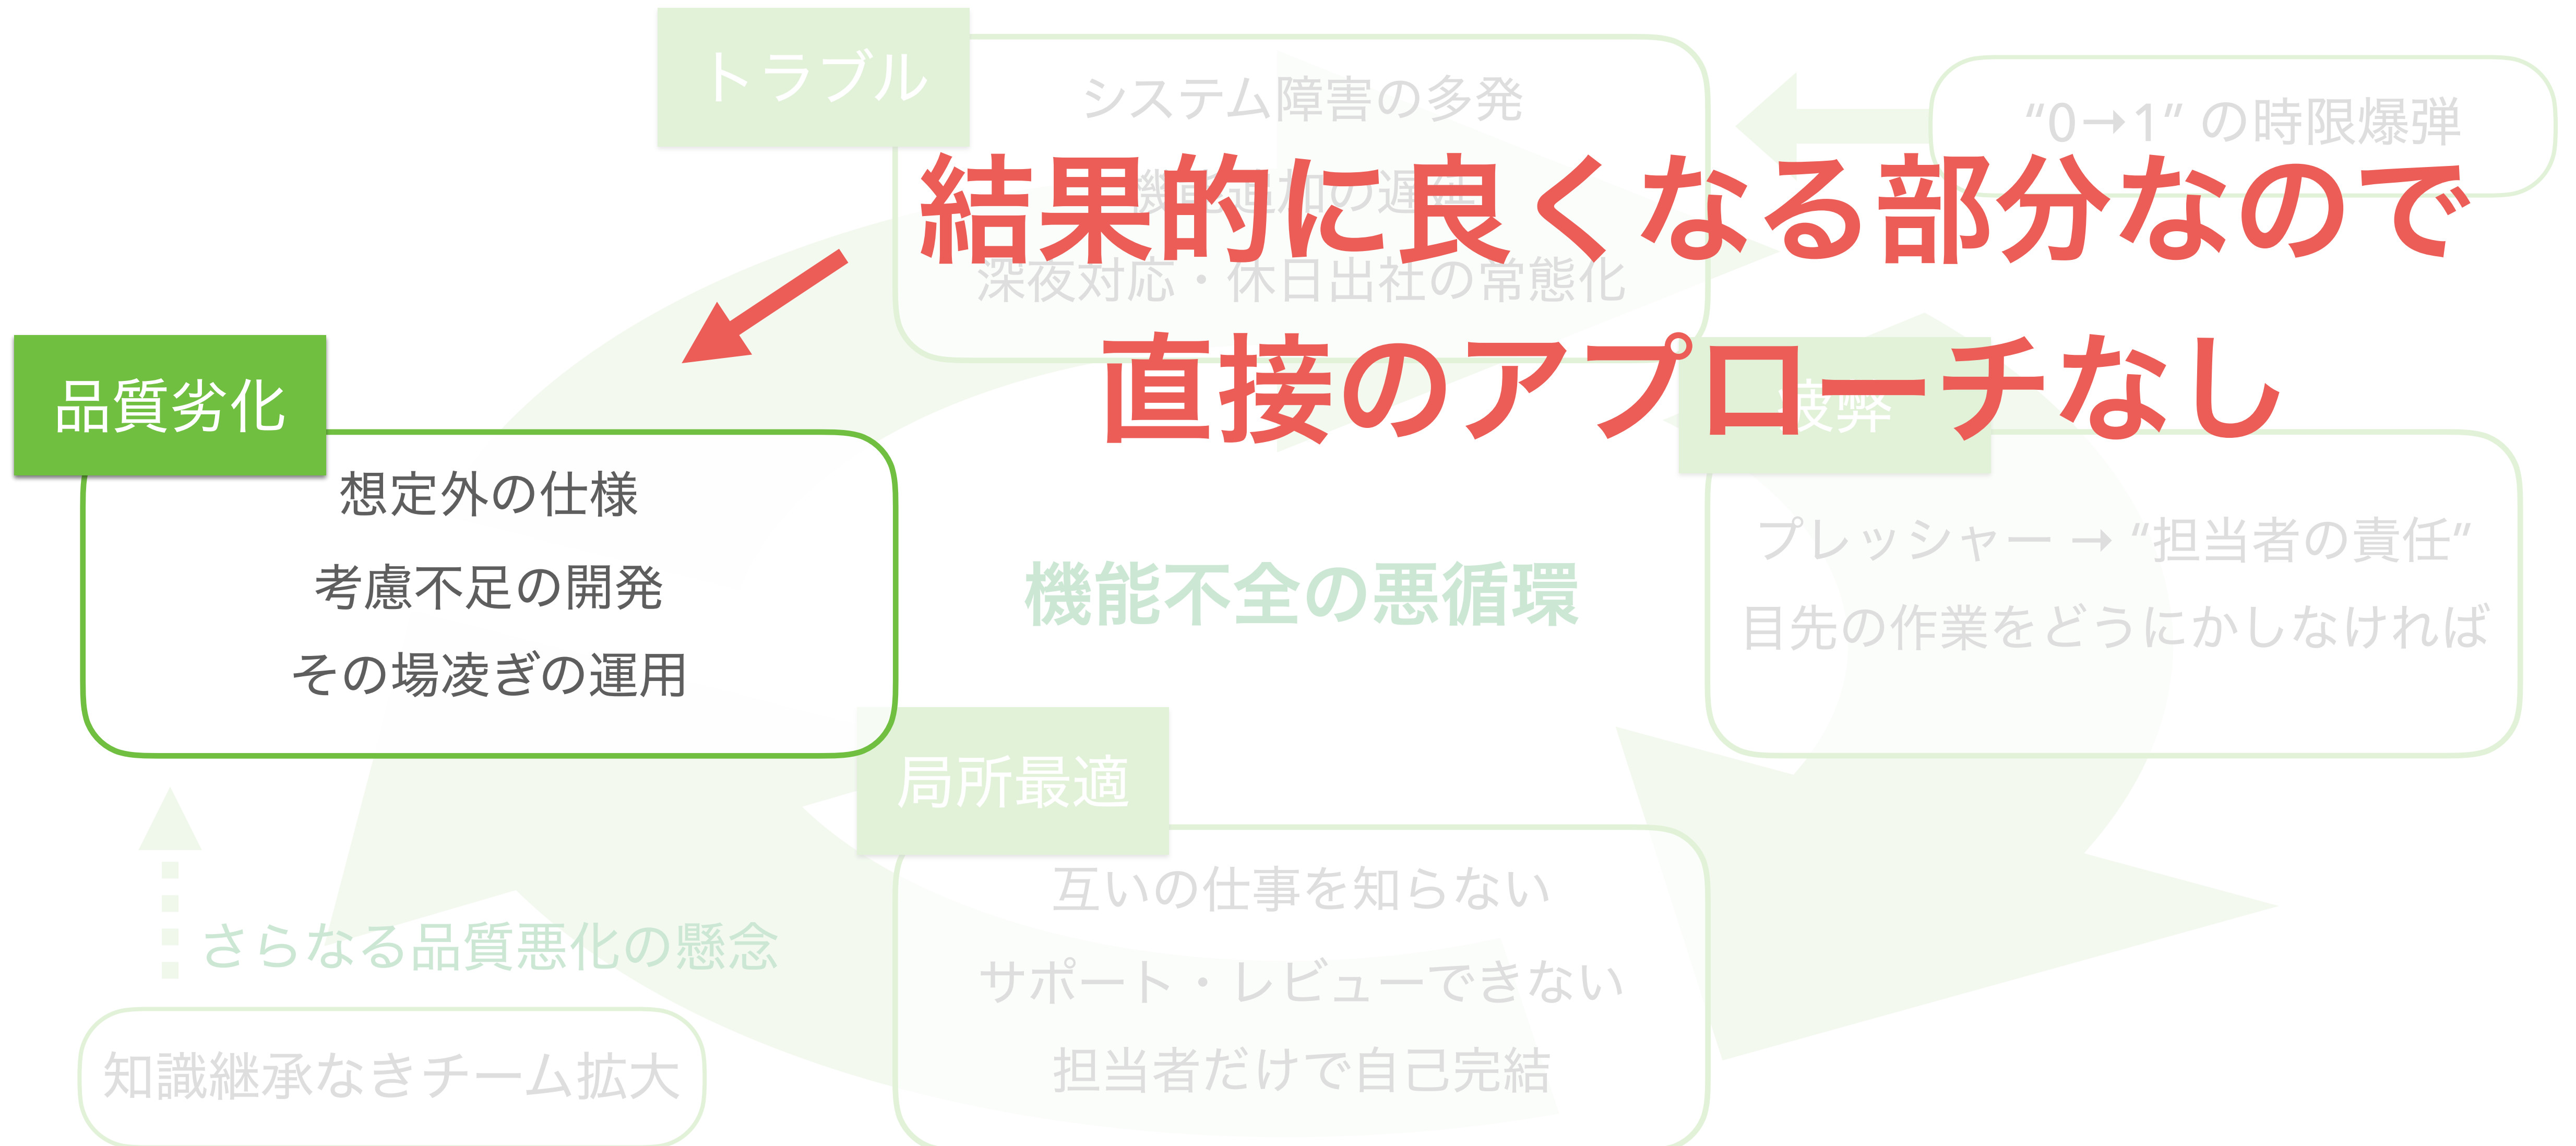 トラブル
システム障害の多発
機能追加の遅延
深夜対応・休日出社の常態化
“0→1” の時限爆弾
結果的に良くなる部分なので
直接のアプローチなし
品質劣化
想定外の仕様
考慮不足の開発
その場凌ぎの運用
疲弊
プレッシャー → “担当者の責任”
目先の作業をどうにかしなければ
機能不全の悪循環
局所最適
互いの仕事を知らない
サポート・レビューできない
担当者だけで自己完結
さらなる品質悪化の懸念
知識継承なきチーム拡大